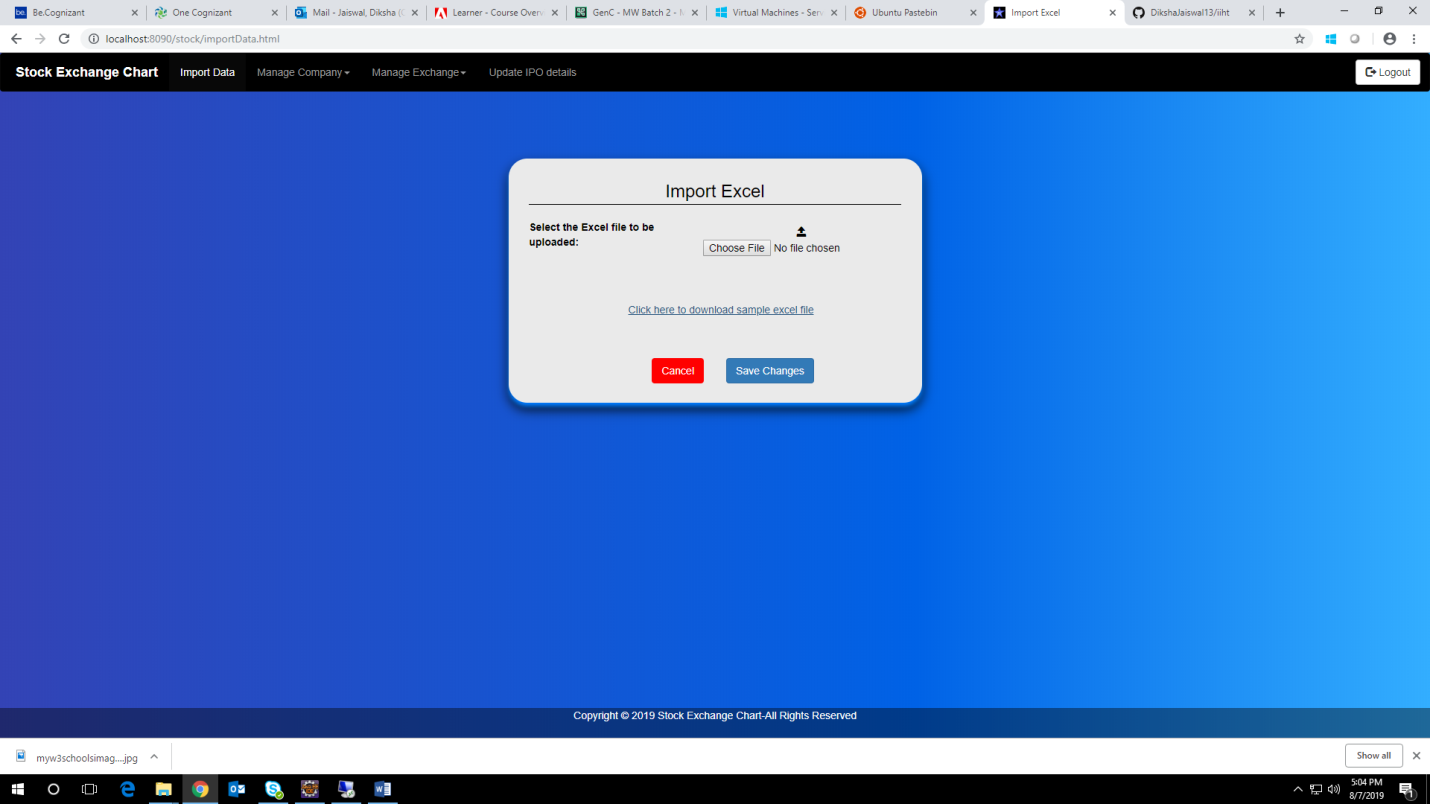 be. Be.Cognizant
One Cognizant
Mail - Jaiswal, Diksha (C
Learner - Course Overv
GenC - MW Batch 2 -
Virtual Machines - Serv
Ubuntu Pastebin
Import Excel
DikshaJaiswal13/iiht
localhost:8090/stock/importData.html
Stock Exchange Chart Import Data Manage Company Manage Exchange Update IPO details Logout
Import Excel
Select the Excel file to be
uploaded:
Choose File No file chosen
Click here to download sample excel file
Cancel Save Changes
Copyright © 2019 Stock Exchange Chart-All Rights Reserved
myw3schoolsimag....jpg Show all
5:04 PM
8/7/2019
1